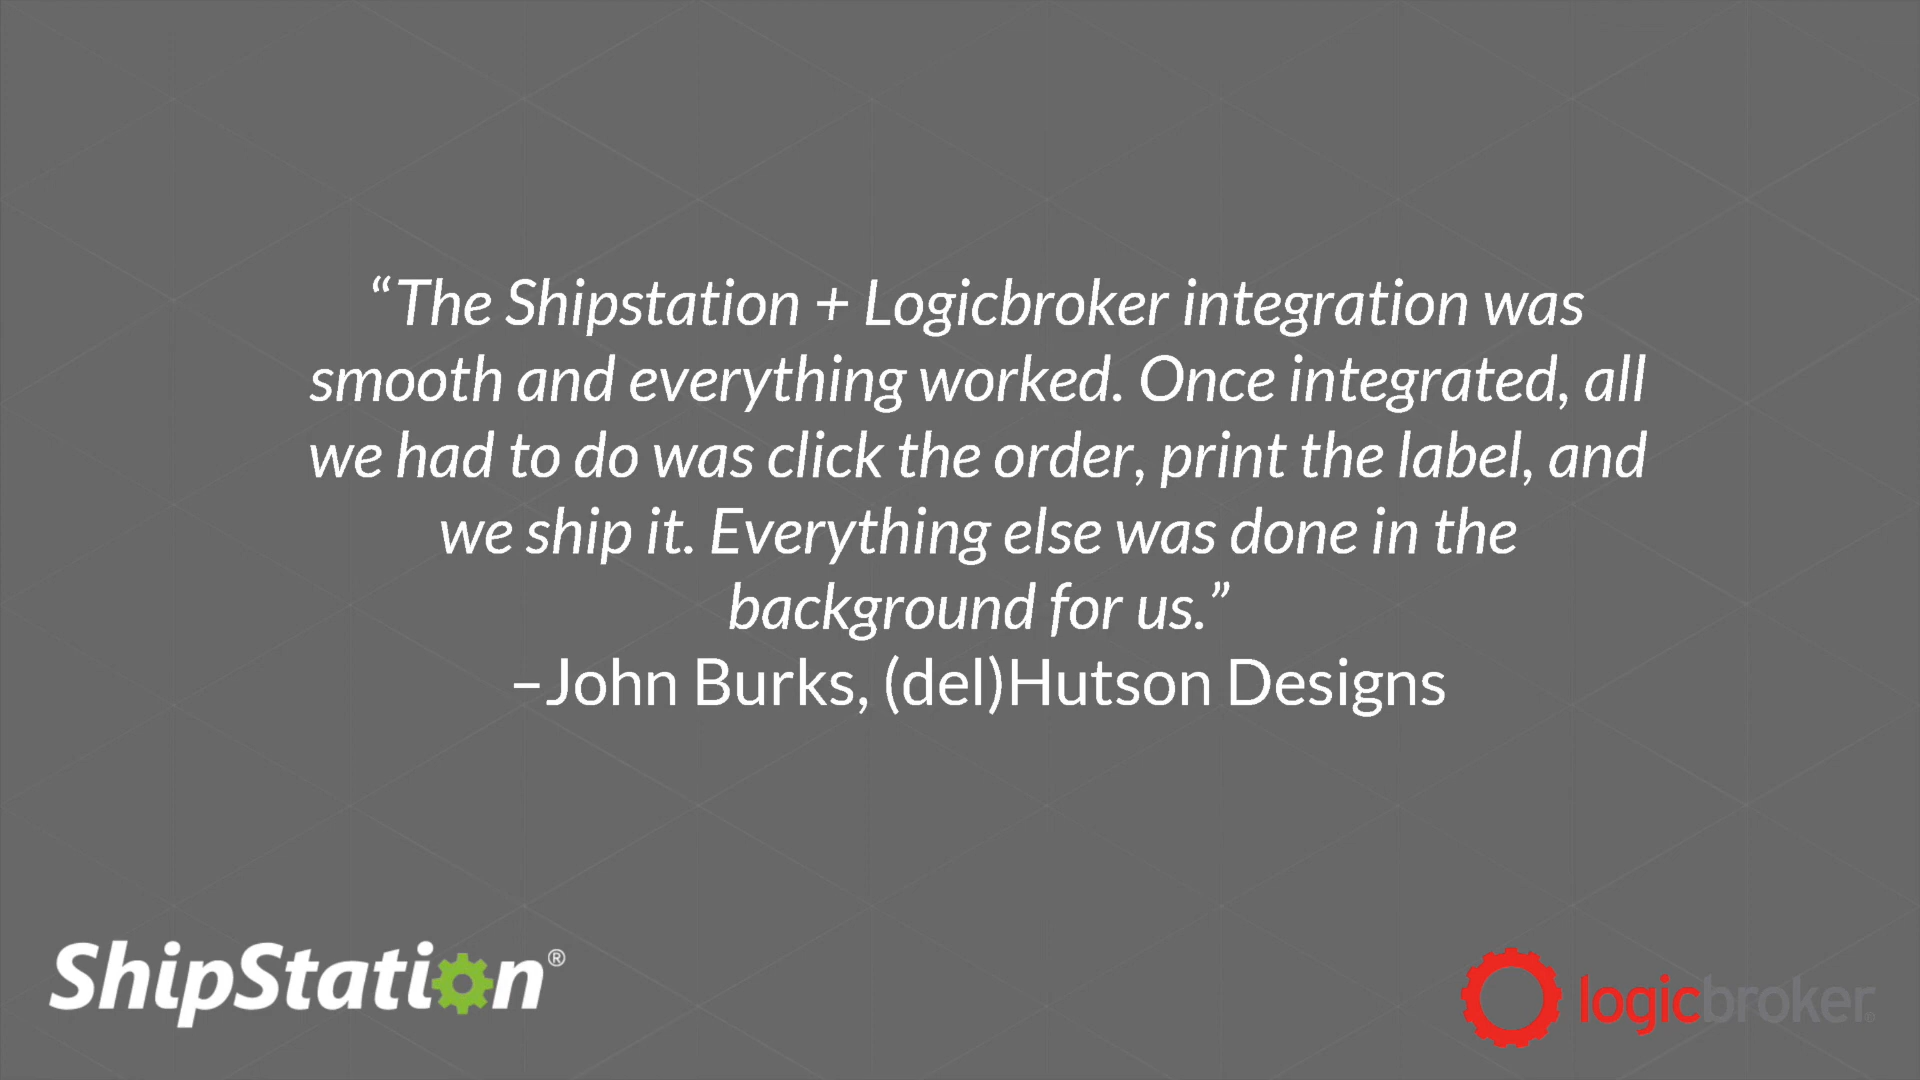 “The Shipstation + Logicbroker integration was
smooth and everything worked. Once integrated, all
we had to do was click the order, print the label, and
we ship it. Everything else was done in the
background for us.”
–John Burks, (del)Hutson Designs
ShipStation®
logicbroker®